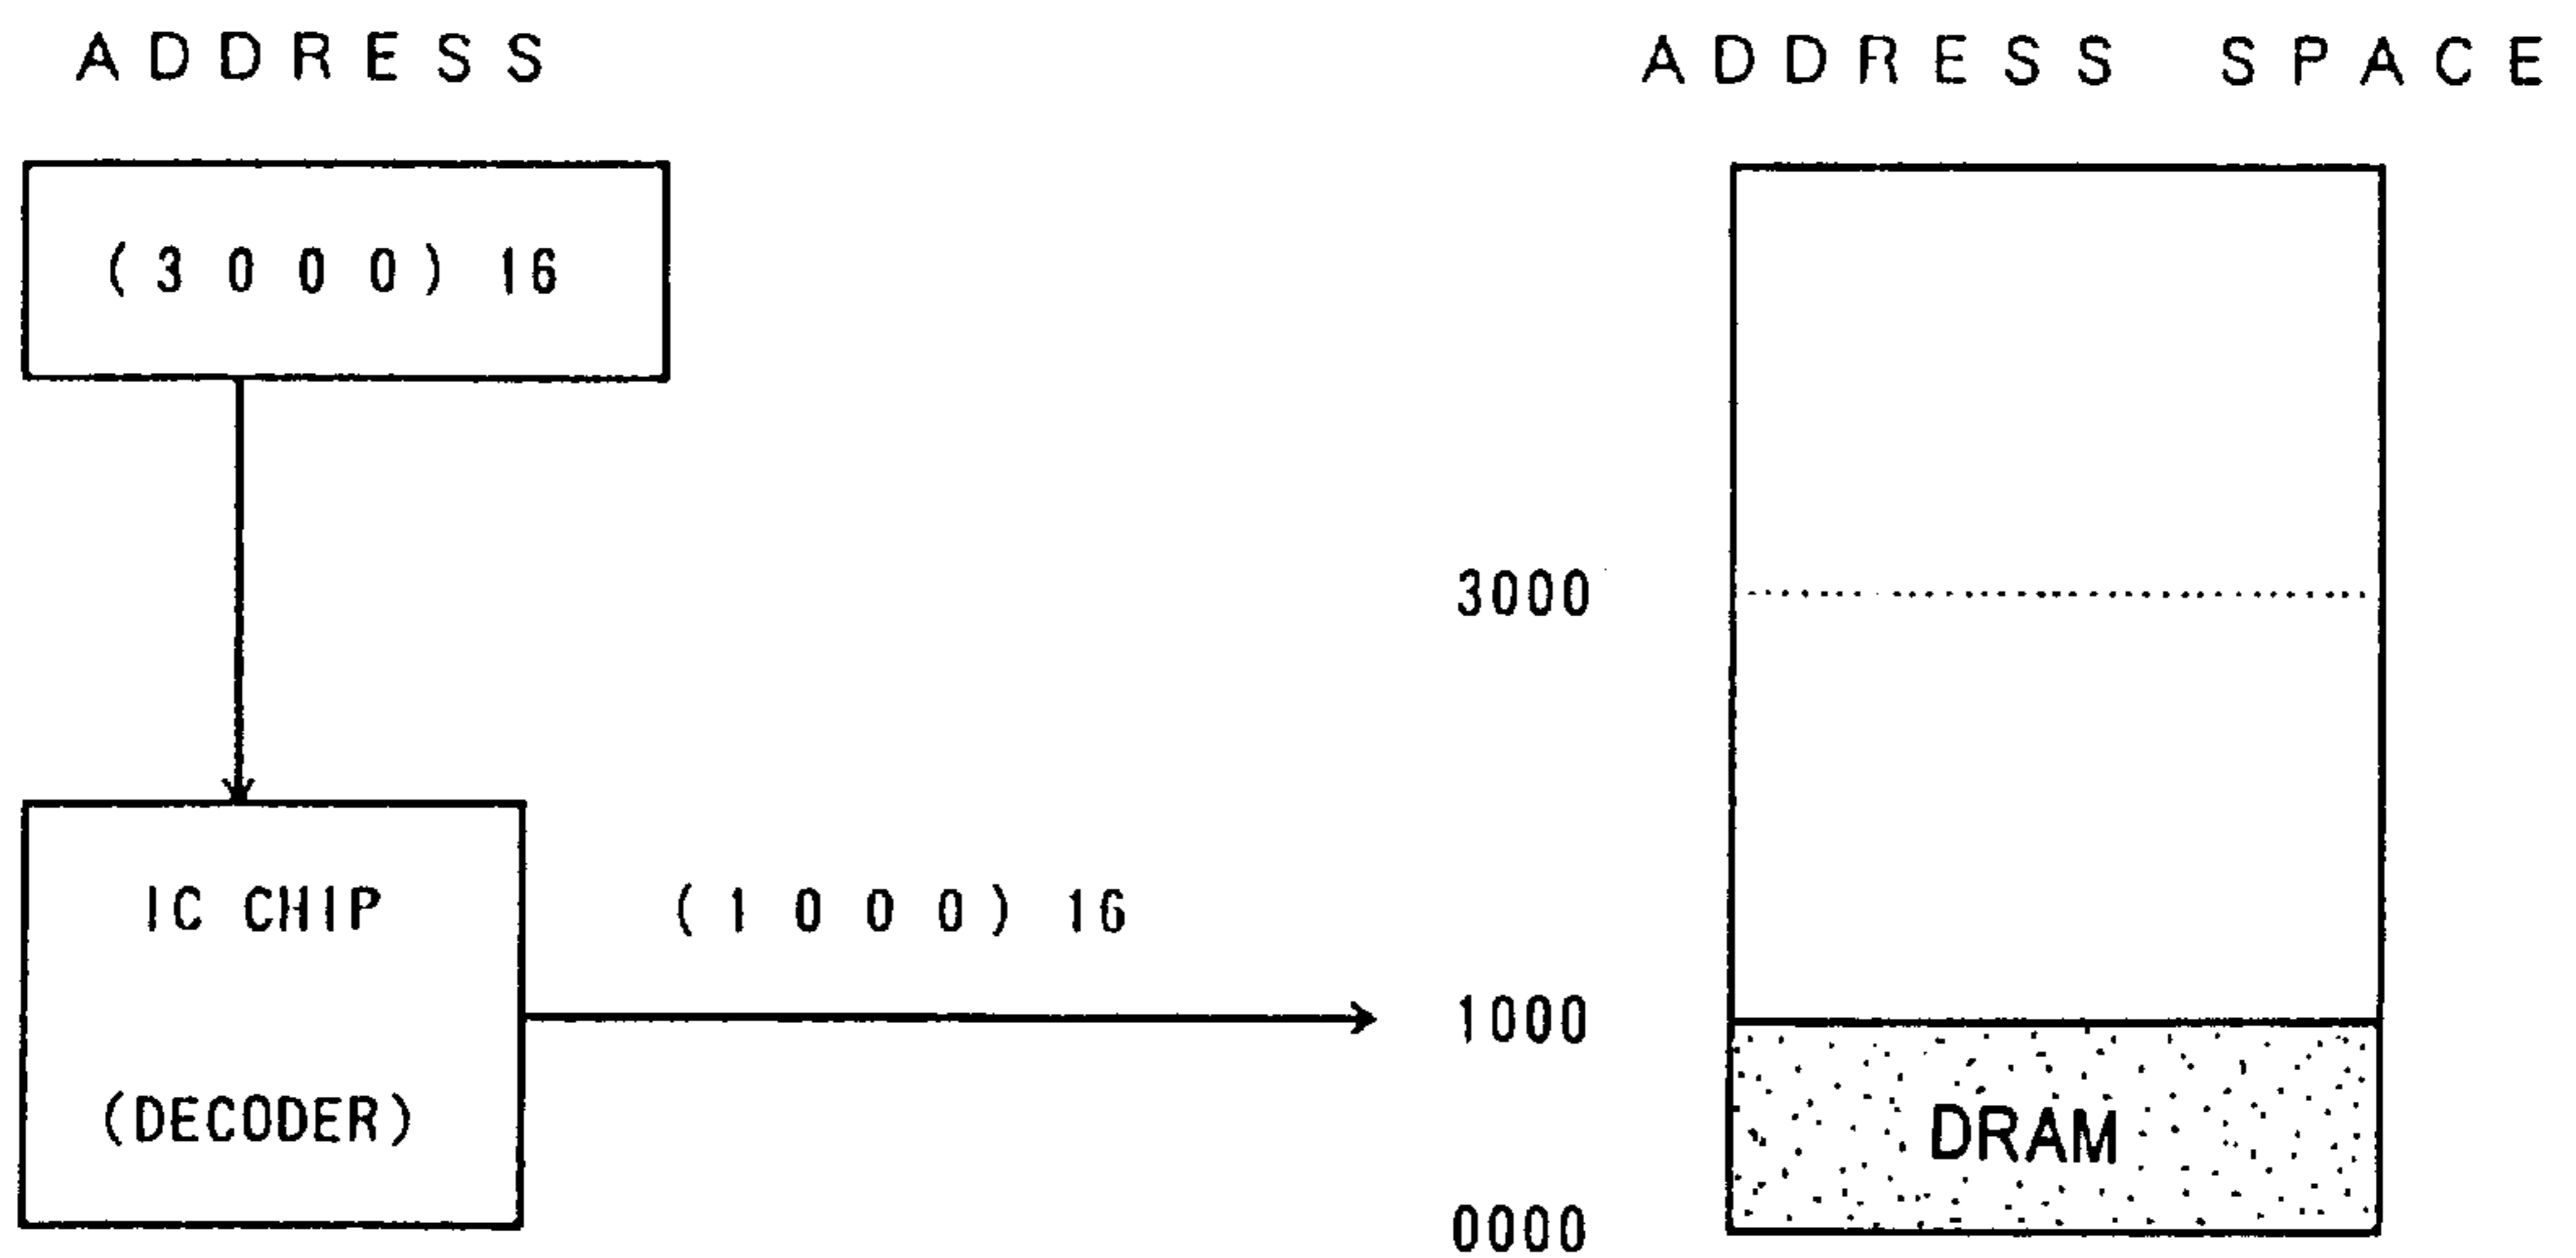 ADDRESS
(3000)16
IC CHIP
(DECODER)
(1000)16
ADDRESS SPACE
3000
1000
DRAM
0000